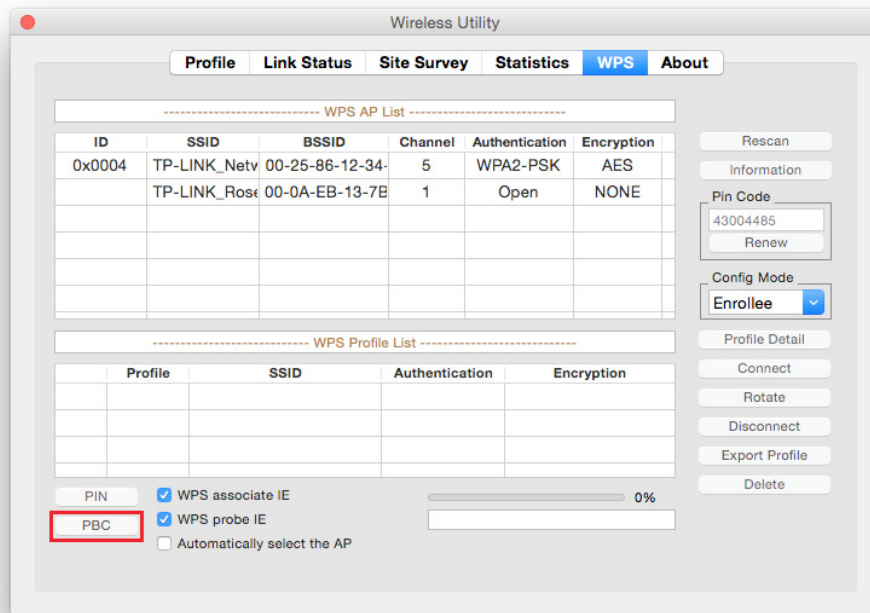 Wireless Utility
Profile Link Status Site Survey Statistics WPS About
--------------------------- WPS AP List --------------------------
ID SSID BSSID Channel Authentication Encryption
0x0004 TP-LINK_Netw 00-25-86-12-34- 5 WPA2-PSK AES
TP-LINK_Rose 00-0A-EB-13-7B 1 Open NONE
Rescan
Information
Pin Code
43004485
Renew
Config Mode
Enrollee
--------------------------- WPS Profile List ---------------------------
Profile SSID Authentication Encryption
Profile Detail
Connect
Rotate
Disconnect
Export Profile
Delete
PIN
PBC
WPS associate IE
WPS probe IE
Automatically select the AP
0%